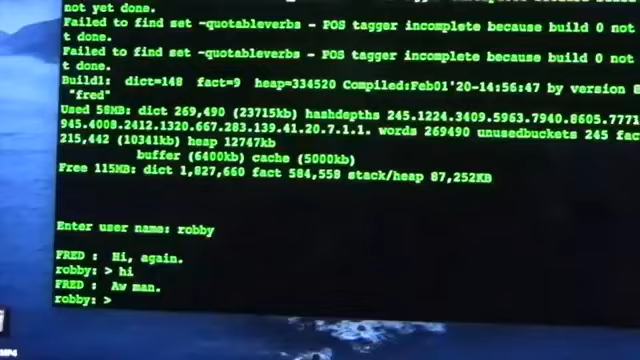 not yet done.
Failed to find set ~quotableverbs - POS tagger incomplete because build 0 not
t done.
Failed to find set ~quotableverbs - POS tagger incomplete because build 0 not
t done.
Build1:  dict=148  fact=9  heap=334520 Compiled:Feb01'20-14:56:47 by version 8
"fred"
Used 58MB: dict 269,490 (23715kb) hashdepths 245.1224.3409.5963.7940.8605.7771
945.4008.2412.1320.667.283.139.41.20.7.1.1. words 269490 unusedbuckets 245 fac
215,442 (10341kb) heap 12747kb
buffer (6400kb) cache (5000kb)
Free 115MB: dict 1,827,660 fact 584,558 stack/heap 87,252KB
Enter user name: robby
FRED :  Hi, again.
robby: > hi
FRED :  Aw man.
robby: >
MP4